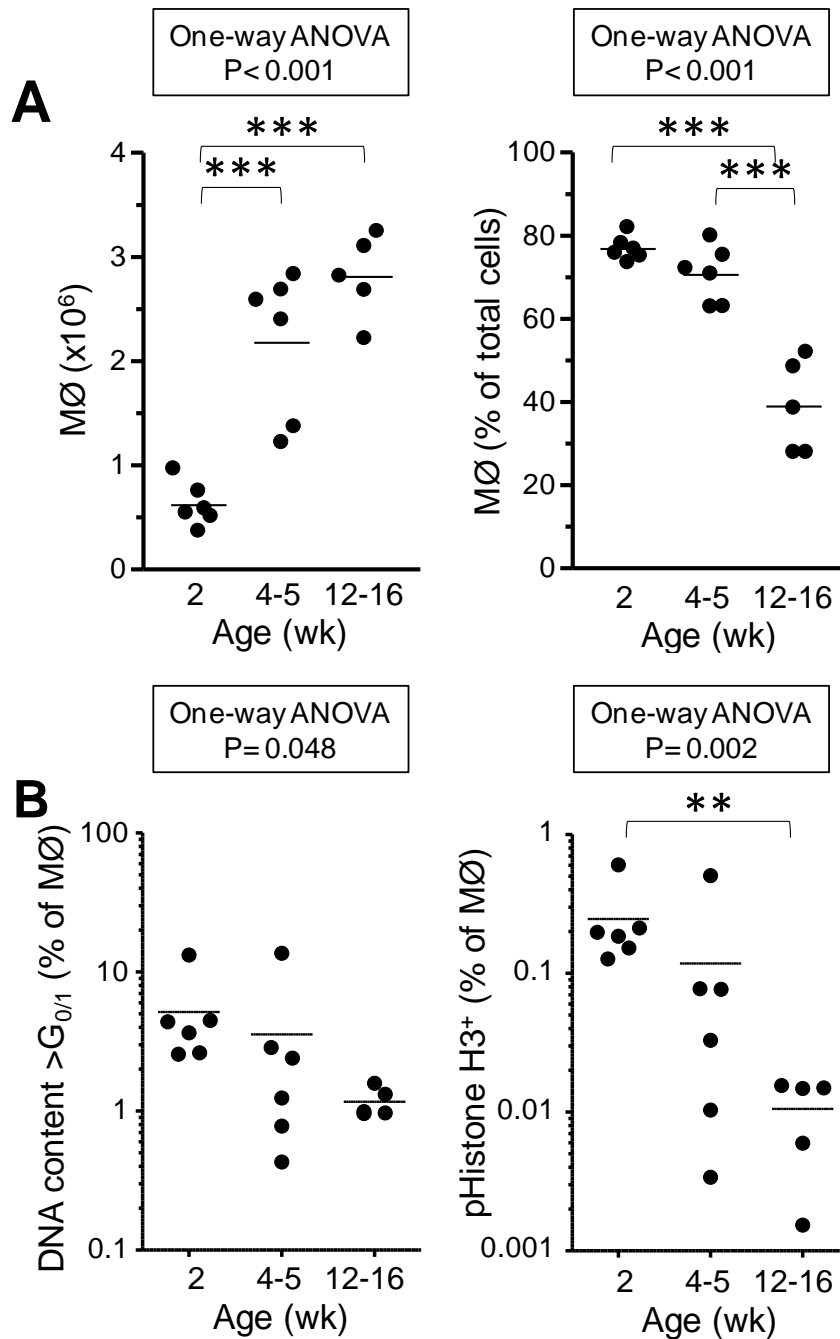 A
One-way ANOVA
P< 0.001
***
***
MØ (x10⁶)
4
3
2
1
0
2 4-5 12-16
Age (wk)
One-way ANOVA
P< 0.001
***
***
MØ (% of total cells)
100
80
60
40
20
0
2 4-5 12-16
Age (wk)
B
One-way ANOVA
P= 0.048
DNA content >G₀/₁ (% of MØ)
100
10
1
0.1
2 4-5 12-16
Age (wk)
One-way ANOVA
P= 0.002
**
pHistone H3⁺ (% of MØ)
1
0.1
0.01
0.001
2 4-5 12-16
Age (wk)